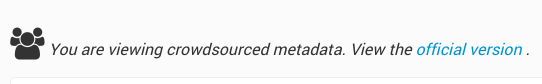 You are viewing crowdsourced metadata. View the official version .